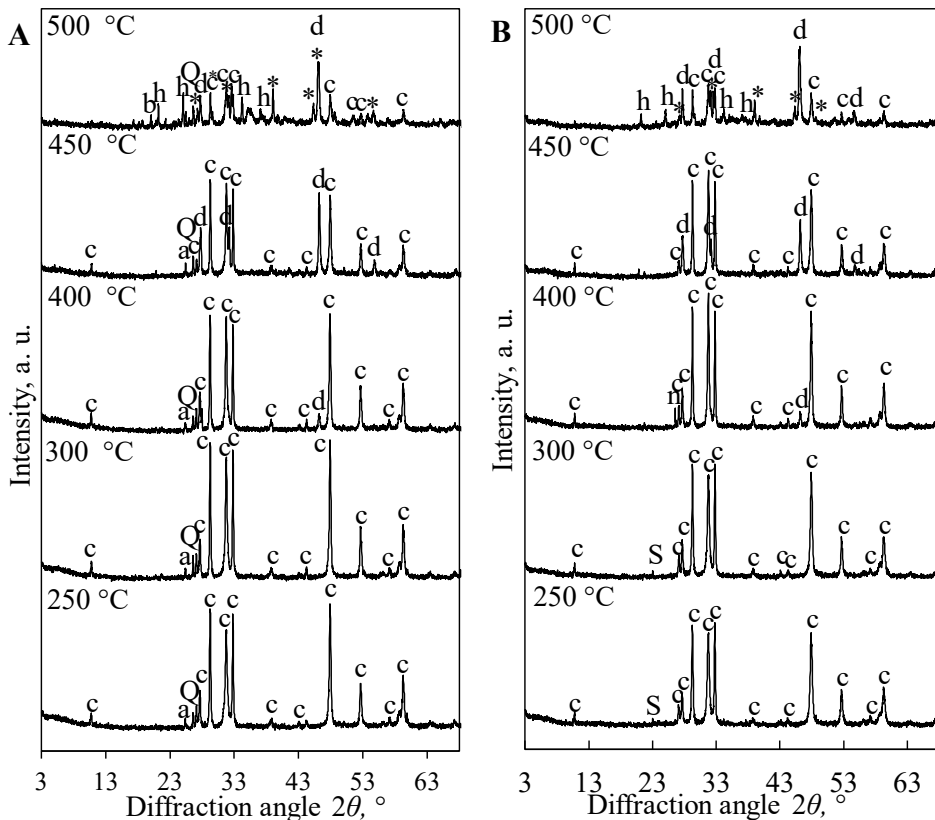 A
500 °C
d
b h h Q * d c * c * c h h * * * c c c * c
450 °C
c a Q c d c c d c c c d c c d c
400 °C
c a Q c c c c c c d c c c c
300 °C
c a Q c c c c c c c c c c
250 °C
c a Q c c c c c c c c c c
3 13 23 33 43 53 63
Diffraction angle 2θ, °
Intensity, a. u.
B
500 °C
h h * d c c * d c h h * * d c * c d c
450 °C
c c d c c d c c c d c c d c
400 °C
c n c c c c c c c d c c c c
300 °C
c S c c c c c c c c c c c c
250 °C
c S c c c c c c c c c c c
3 13 23 33 43 53 63
Diffraction angle 2θ, °
Intensity, a. u.